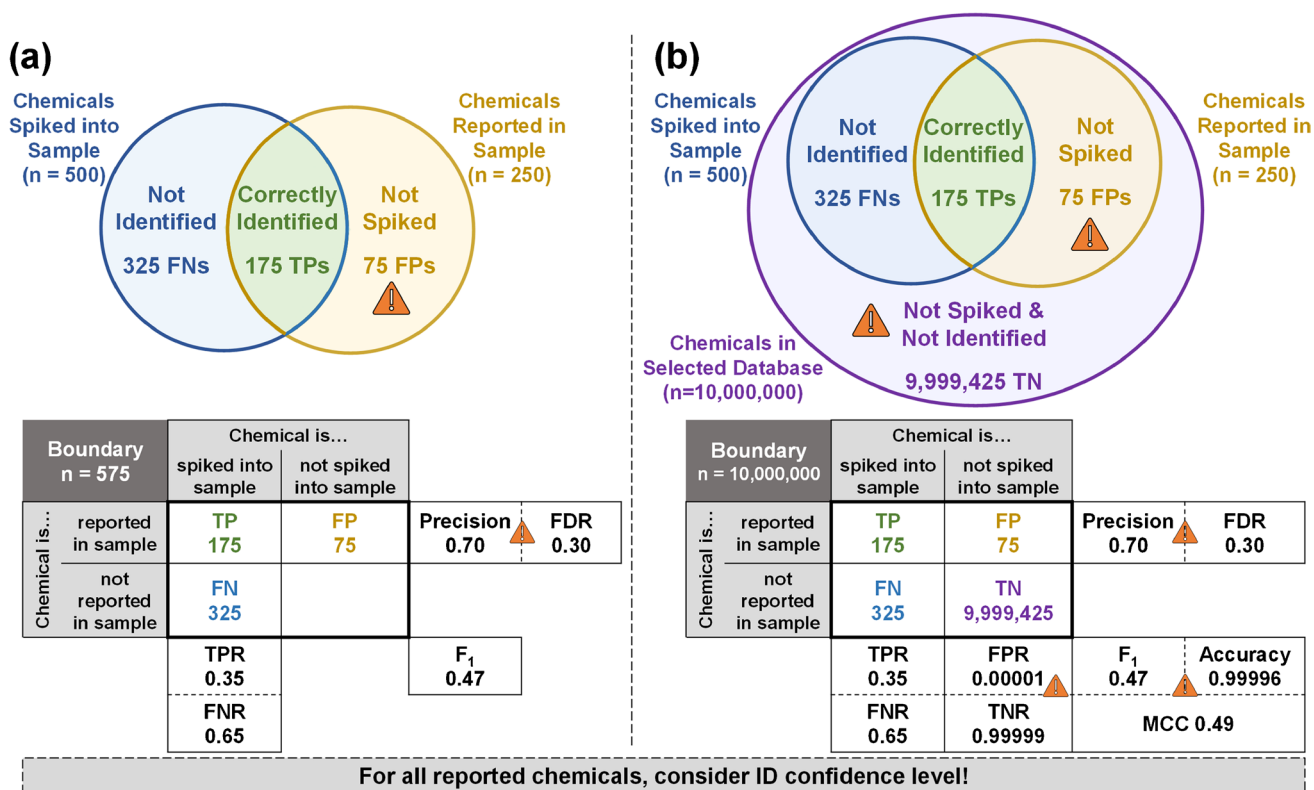 (a)
Chemicals
Spiked into
Sample
(n = 500)
Chemicals
Reported in
Sample
(n = 250)
Not
Identified
325 FNs
Correctly
Identified
175 TPs
Not
Spiked
75 FPs
!
Boundary
n = 575
Chemical is…
spiked into
sample
not spiked
into sample
Chemical is…
reported
in sample
TP
175
FP
75
Precision
0.70
!
FDR
0.30
not
reported
in sample
FN
325
TPR
0.35
F1
0.47
FNR
0.65
(b)
Chemicals
Spiked into
Sample
(n = 500)
Chemicals
Reported in
Sample
(n = 250)
Not
Identified
325 FNs
Correctly
Identified
175 TPs
Not
Spiked
75 FPs
!
!
Not Spiked &
Not Identified
9,999,425 TN
Chemicals in
Selected Database
(n=10,000,000)
Boundary
n = 10,000,000
Chemical is…
spiked into
sample
not spiked
into sample
Chemical is…
reported
in sample
TP
175
FP
75
Precision
0.70
!
FDR
0.30
not
reported
in sample
FN
325
TN
9,999,425
TPR
0.35
FPR
0.00001
!
F1
0.47
!
Accuracy
0.99996
FNR
0.65
TNR
0.99999
MCC 0.49
For all reported chemicals, consider ID confidence level!